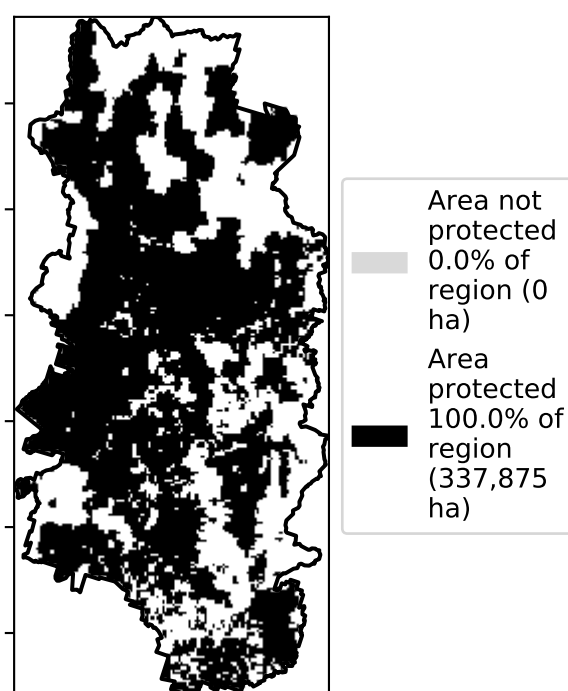 Area not
protected
0.0% of
region (0
ha)
Area
protected
100.0% of
region
(337,875
ha)